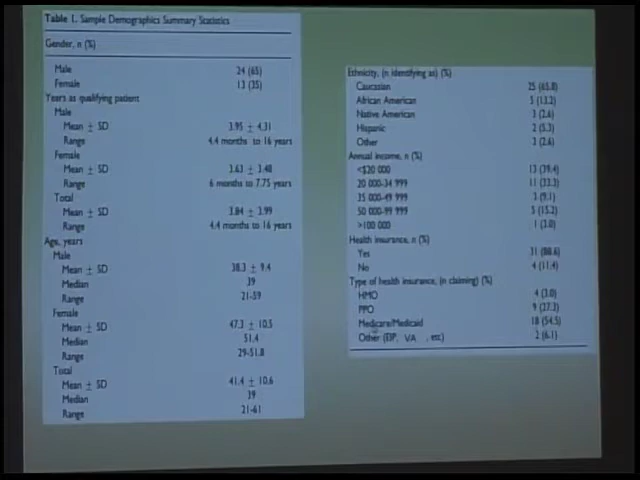 Table 1. Sample Demographics Summary Statistics
Gender, n (%)
Male 24 (65)
Female 13 (35)
Years as qualifying patient
Male
Mean ± SD 3.95 ± 4.31
Range 4.4 months to 16 years
Female
Mean ± SD 3.63 ± 3.48
Range 6 months to 7.75 years
Total
Mean ± SD 3.84 ± 3.99
Range 4.4 months to 16 years
Age, years
Male
Mean ± SD 38.3 ± 9.4
Median 39
Range 21-59
Female
Mean ± SD 47.3 ± 10.5
Median 51.4
Range 29-51.8
Total
Mean ± SD 41.4 ± 10.6
Median 39
Range 21-61
Ethnicity, (n identifying as) (%)
Caucasian 25 (65.8)
African American 5 (13.2)
Native American (2.6)
Hispanic 2 (5.3)
Other (2.6)
Annual income, n (%)
<$20 000 13 (39.4)
20 000-34 999 11 (33.3)
35 000-49 999 3 (9.1)
50 000-99 999 5 (15.2)
>100 000 1 (3.0)
Health insurance, n (%)
Yes 31 (88.6)
No 4 (11.4)
Type of health insurance, (n claiming) (%)
HMO 4 (3.0)
PPO 9 (27.3)
Medicare/Medicaid 18 (54.5)
Other (EIP, VA , etc) 2 (6.1)